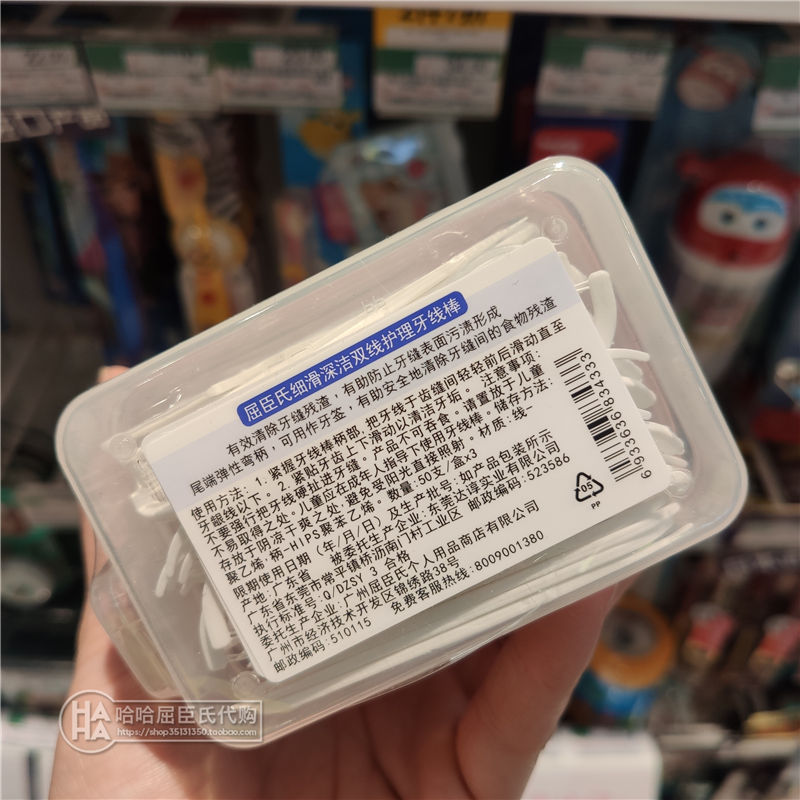 屈臣氏细滑深洁双线护理牙线棒
有效清除牙缝残渣,有助防止牙缝表面污渍形成
尾端弹性弯柄,可用作牙签,有助安全地清除牙缝间的食物残渣
使用方法:1.紧握牙线棒柄部,把牙线于齿缝间轻轻前后滑动直至
牙龈线以下。2.紧贴牙齿上下滑动以清洁牙垢。 注意事项:
不要强行把牙线硬扯进牙缝。产品不可吞食。请置放于儿童
不易取得之处。儿童应在成年人指导下使用牙线棒。储存方法:
存放于阴凉干爽之处,避免受阳光直接照射。材质:线-
聚乙烯 柄-HIPS聚苯乙烯。数量:50支/盒x3
限期使用日期(年/月/日)及生产批号:如产品包装所示
产地:广东省 被委托生产企业:东莞达谆实业有限公司
广东省东莞市常平镇桥沥南门村工业区 邮政编码:523586
执行标准号:Q/DZSY 3 合格
委托生产企业:广州屈臣氏个人用品商店有限公司
广州市经济技术开发区锦绣路38号
邮政编码:510115 免费客服热线:8009001380
6933636834333
05
PP
HA
HA
哈哈屈臣氏代购
https://shop35131350.taobao.com